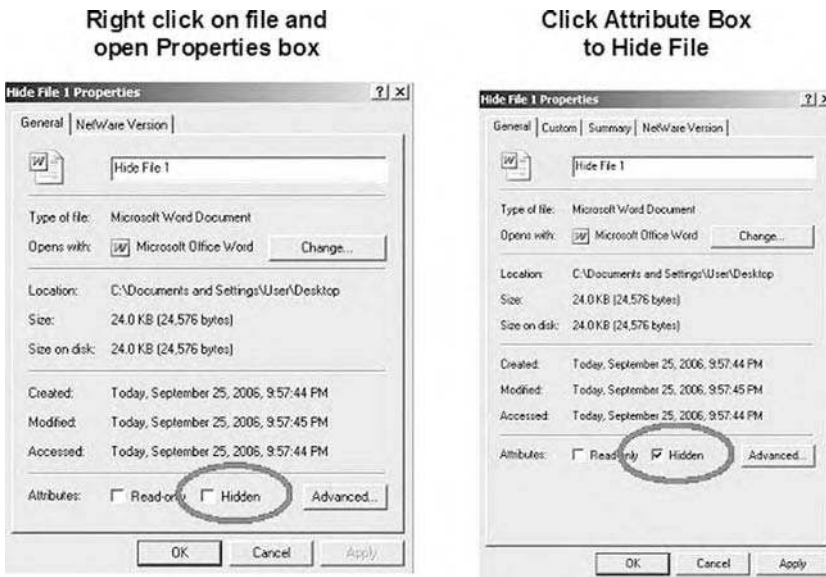 Right click on file and
open Properties box
Hide File 1 Properties
General NetWare Version
Hide File 1
Type of file: Microsoft Word Document
Opens with: Microsoft Office Word Change...
Location: C:\Documents and Settings\User\Desktop
Size: 24.0 KB (24,576 bytes)
Size on disk: 24.0 KB (24,576 bytes)
Created: Today, September 25, 2006, 9:57:44 PM
Modified: Today, September 25, 2006, 9:57:45 PM
Accessed: Today, September 25, 2006, 9:57:44 PM
Attributes: Read-only Hidden Advanced...
OK Cancel Apply
Click Attribute Box
to Hide File
Hide File 1 Properties
General Custom Summary NetWare Version
Hide File 1
Type of file: Microsoft Word Document
Opens with: Microsoft Office Word Change...
Location: C:\Documents and Settings\User\Desktop
Size: 24.0 KB (24,576 bytes)
Size on disk: 24.0 KB (24,576 bytes)
Created: Today, September 25, 2006, 9:57:44 PM
Modified: Today, September 25, 2006, 9:57:45 PM
Accessed: Today, September 25, 2006, 9:57:44 PM
Attributes: Read-only Hidden Advanced...
OK Cancel Apply